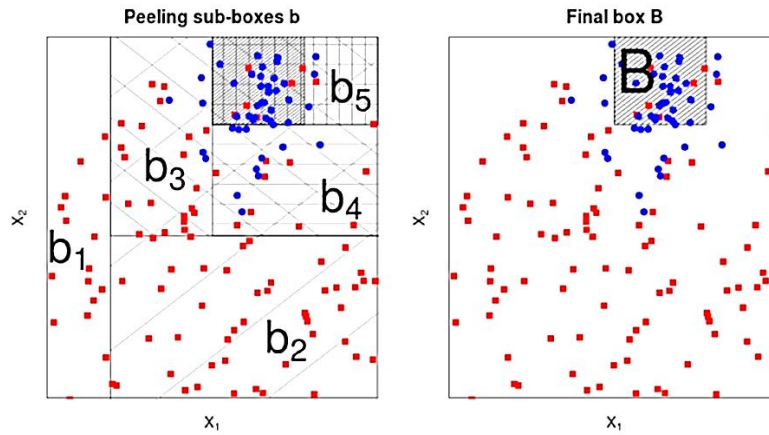 Peeling sub-boxes b
b₁
b₂
b₃
b₄
b₅
X₂
X₁
Final box B
B
X₂
X₁